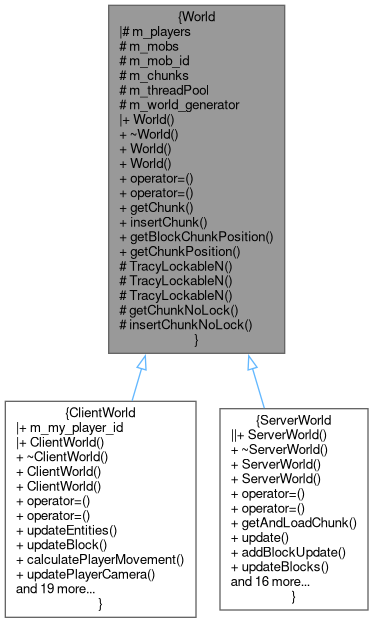 {World
|# m_players
# m_mobs
# m_mob_id
# m_chunks
# m_threadPool
# m_world_generator
|+ World()
+ ~World()
+ World()
+ World()
+ operator=()
+ operator=()
+ getChunk()
+ insertChunk()
+ getBlockChunkPosition()
+ getChunkPosition()
# TracyLockableN()
# TracyLockableN()
# TracyLockableN()
# getChunkNoLock()
# insertChunkNoLock()
}
{ClientWorld
|+ m_my_player_id
|+ ClientWorld()
+ ~ClientWorld()
+ ClientWorld()
+ ClientWorld()
+ operator=()
+ operator=()
+ updateEntities()
+ updateBlock()
+ calculatePlayerMovement()
+ updatePlayerCamera()
and 19 more...
}
{ServerWorld
||+ ServerWorld()
+ ~ServerWorld()
+ ServerWorld()
+ ServerWorld()
+ operator=()
+ operator=()
+ getAndLoadChunk()
+ update()
+ addBlockUpdate()
+ updateBlocks()
and 16 more...
}